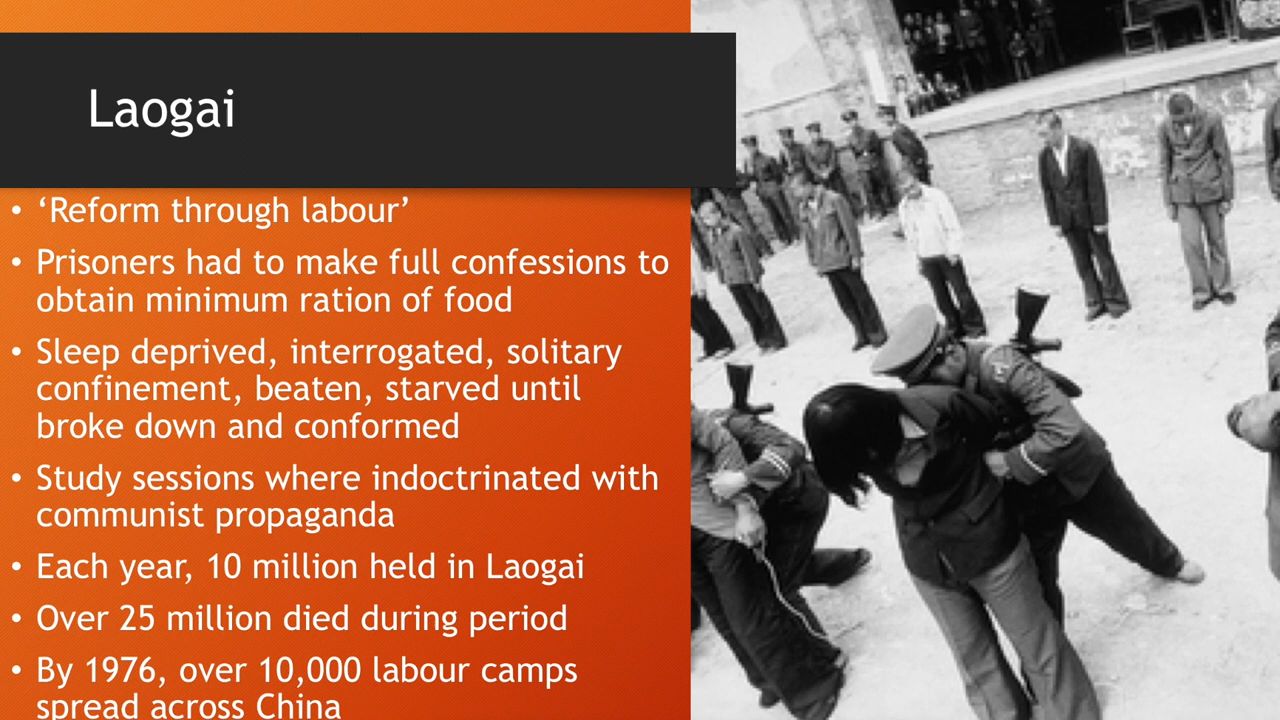 Laogai
• ‘Reform through labour’
• Prisoners had to make full confessions to
obtain minimum ration of food
• Sleep deprived, interrogated, solitary
confinement, beaten, starved until
broke down and conformed
• Study sessions where indoctrinated with
communist propaganda
• Each year, 10 million held in Laogai
• Over 25 million died during period
• By 1976, over 10,000 labour camps
spread across China